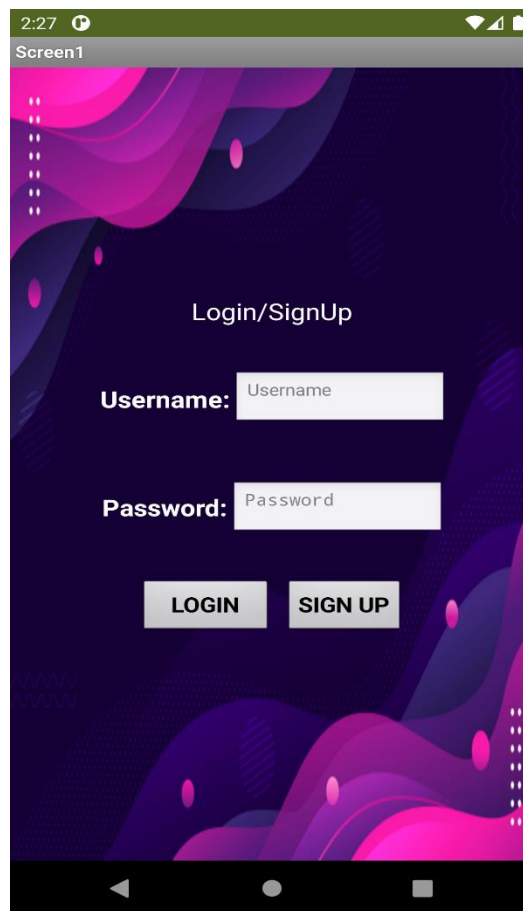 2:27
Screen1
Login/SignUp
Username: Username
Password: Password
LOGIN SIGN UP